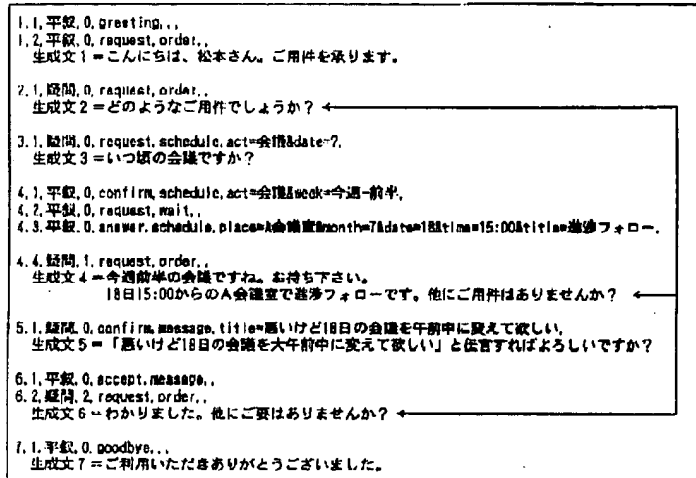 1.1,平叙,0,greeting,,,
1,2,平叙,0,request,order,,
生成文1＝こんにちは、松本さん。ご用件を承ります。
2.1,疑問,0,request,order,,
生成文2＝どのようなご用件でしょうか？
3.1,疑問,0,request,schedule,act=会議&date=?,
生成文3＝いつ頃の会議ですか？
4,1,平叙,0,confirm,schedule,act=会議&week=今週-前半,
4,2,平叙,0,request,wait,,
4,3,平叙,0,answer,schedule,place=A会議室&month=7&date=18&time=15:00&title=進捗フォロー,
4,4,疑問,1,request,order,,
生成文4＝今週前半の会議ですね。お待ち下さい。
18日15:00からのA会議室で進捗フォローです。他にご用件はありませんか？
5.1,疑問,0,confirm,message,title=悪いけど18日の会議を午前中に変えて欲しい,
生成文5＝「悪いけど18日の会議を大午前中に変えて欲しい」と伝言すればよろしいですか？
6.1,平叙,0,accept,message,,
6.2,疑問,2,request,order,,
生成文6＝わかりました。他にご要はありませんか？
7,1,平叙,0,goodbye,,,
生成文7＝ご利用いただきありがとうございました。